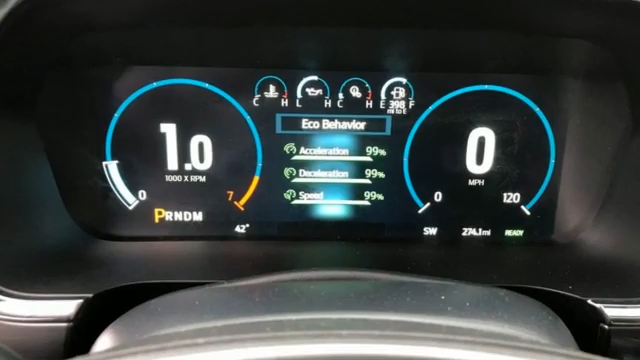 C H L H C H E 398 F
mi to E
Eco Behavior
Acceleration 99%
Deceleration 99%
Speed 99%
1.0
1000 X RPM
0 7
PRNDM
42°
0
MPH
0 120
SW 274.1 mi READY